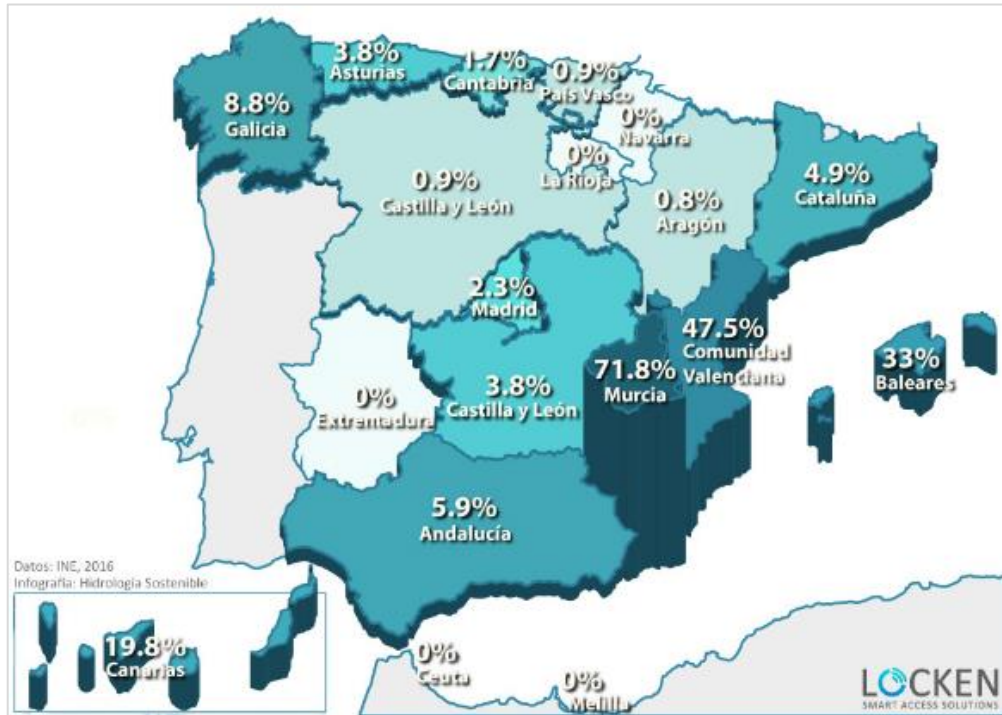 3.8%
Asturias
1.7%
Cantabria
0.9%
País Vasco
8.8%
Galicia
0%
Navarra
0%
La Rioja
0.9%
Castilla y León
0.8%
Aragón
4.9%
Cataluña
2.3%
Madrid
47.5%
Comunidad
Valenciana
33%
Baleares
71.8%
Murcia
3.8%
Castilla y León
0%
Extremadura
5.9%
Andalucía
Datos: INE, 2016
Infografía: Hidrología Sostenible
19.8%
Canarias
0%
Ceuta
0%
Melilla
LOCKEN
SMART ACCESS SOLUTIONS